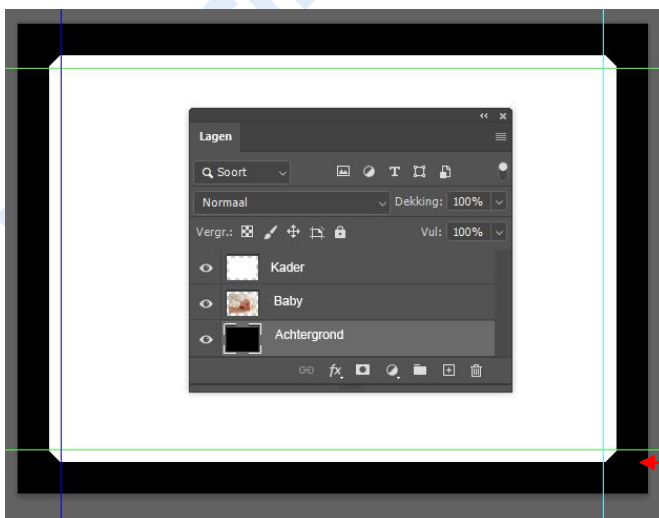 Lagen
Soort
Normaal Dekking: 100%
Vergr.: Vul: 100%
Kader
Baby
Achtergrond
fx